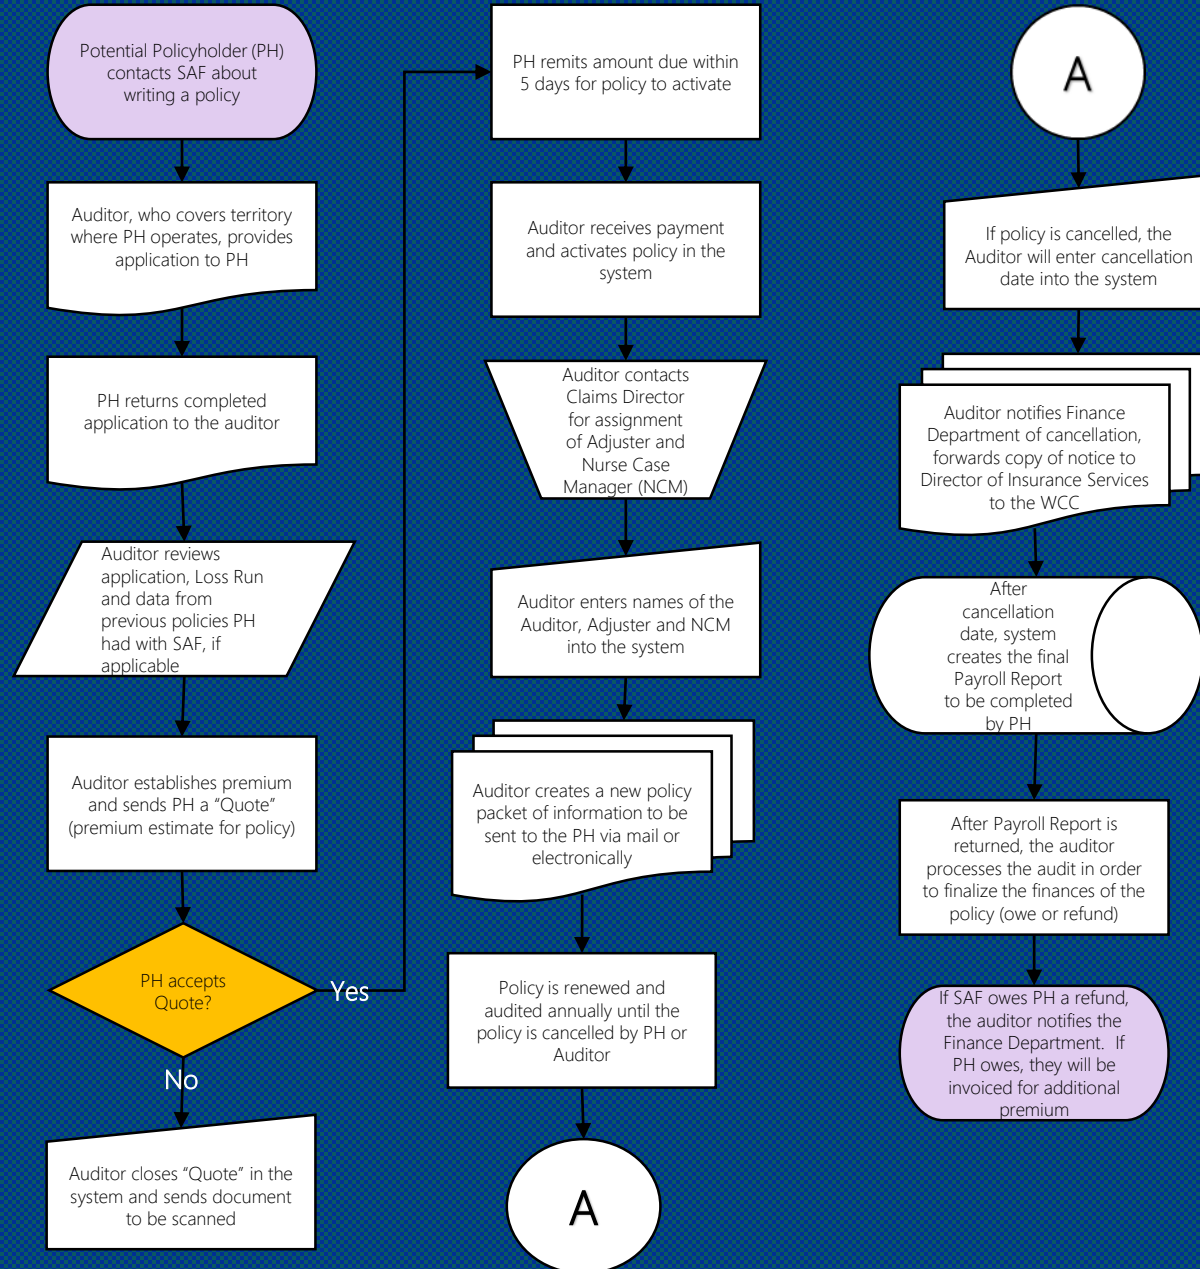 Potential Policyholder (PH)
contacts SAF about
writing a policy
Auditor, who covers territory
where PH operates, provides
application to PH
PH returns completed
application to the auditor
Auditor reviews
application, Loss Run
and data from
previous policies PH
had with SAF, if
applicable
Auditor establishes premium
and sends PH a “Quote”
(premium estimate for policy)
PH accepts
Quote?
Yes
No
Auditor closes “Quote” in the
system and sends document
to be scanned
PH remits amount due within
5 days for policy to activate
Auditor receives payment
and activates policy in the
system
Auditor contacts
Claims Director
for assignment
of Adjuster and
Nurse Case
Manager (NCM)
Auditor enters names of the
Auditor, Adjuster and NCM
into the system
Auditor creates a new policy
packet of information to be
sent to the PH via mail or
electronically
Policy is renewed and
audited annually until the
policy is cancelled by PH or
Auditor
A
A
If policy is cancelled, the
Auditor will enter cancellation
date into the system
Auditor notifies Finance
Department of cancellation,
forwards copy of notice to
Director of Insurance Services
to the WCC
After
cancellation
date, system
creates the final
Payroll Report
to be completed
by PH
After Payroll Report is
returned, the auditor
processes the audit in order
to finalize the finances of the
policy (owe or refund)
If SAF owes PH a refund,
the auditor notifies the
Finance Department.  If
PH owes, they will be
invoiced for additional
premium